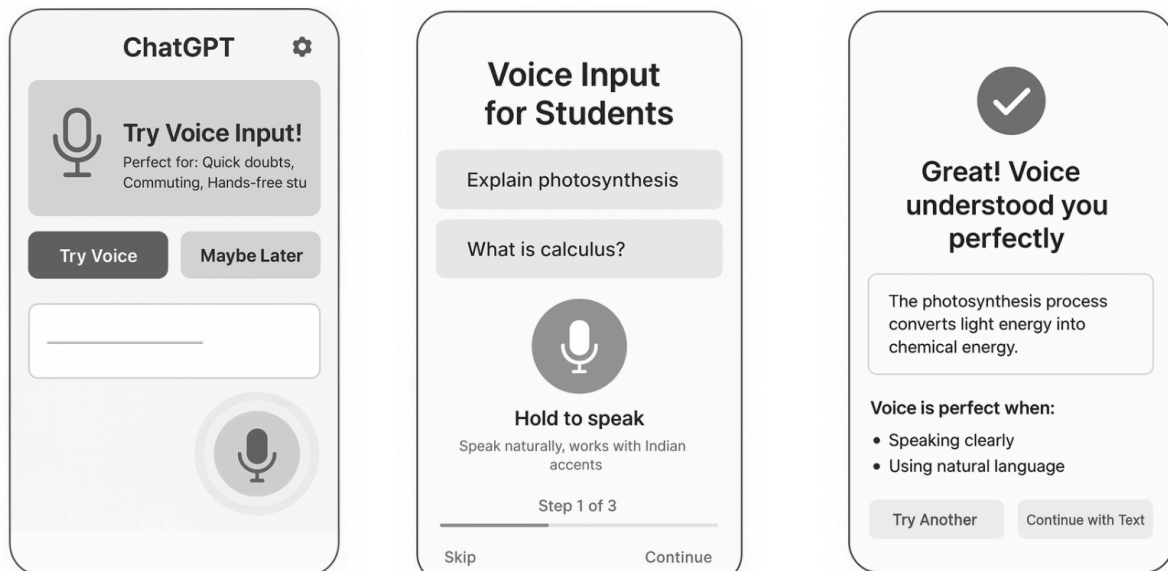 ChatGPT
Try Voice Input!
Perfect for: Quick doubts,
Commuting, Hands-free stu
Try Voice
Maybe Later
Voice Input
for Students
Explain photosynthesis
What is calculus?
Hold to speak
Speak naturally, works with Indian
accents
Step 1 of 3
Skip
Continue
Great! Voice
understood you
perfectly
The photosynthesis process
converts light energy into
chemical energy.
Voice is perfect when:
• Speaking clearly
• Using natural language
Try Another
Continue with Text